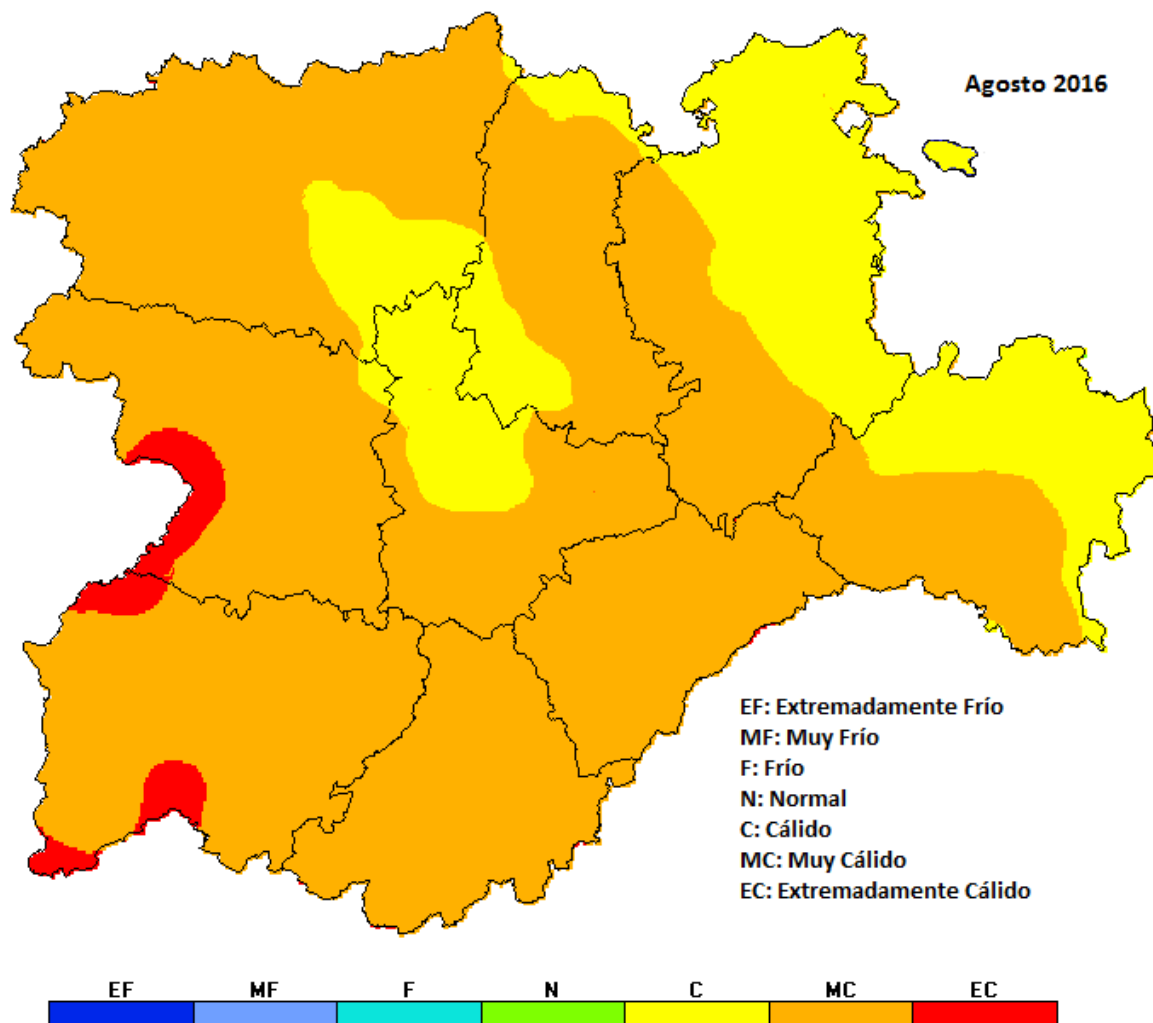 Agosto 2016
EF: Extremadamente Frío
MF: Muy Frío
F: Frío
N: Normal
C: Cálido
MC: Muy Cálido
EC: Extremadamente Cálido
EF MF F N C MC EC